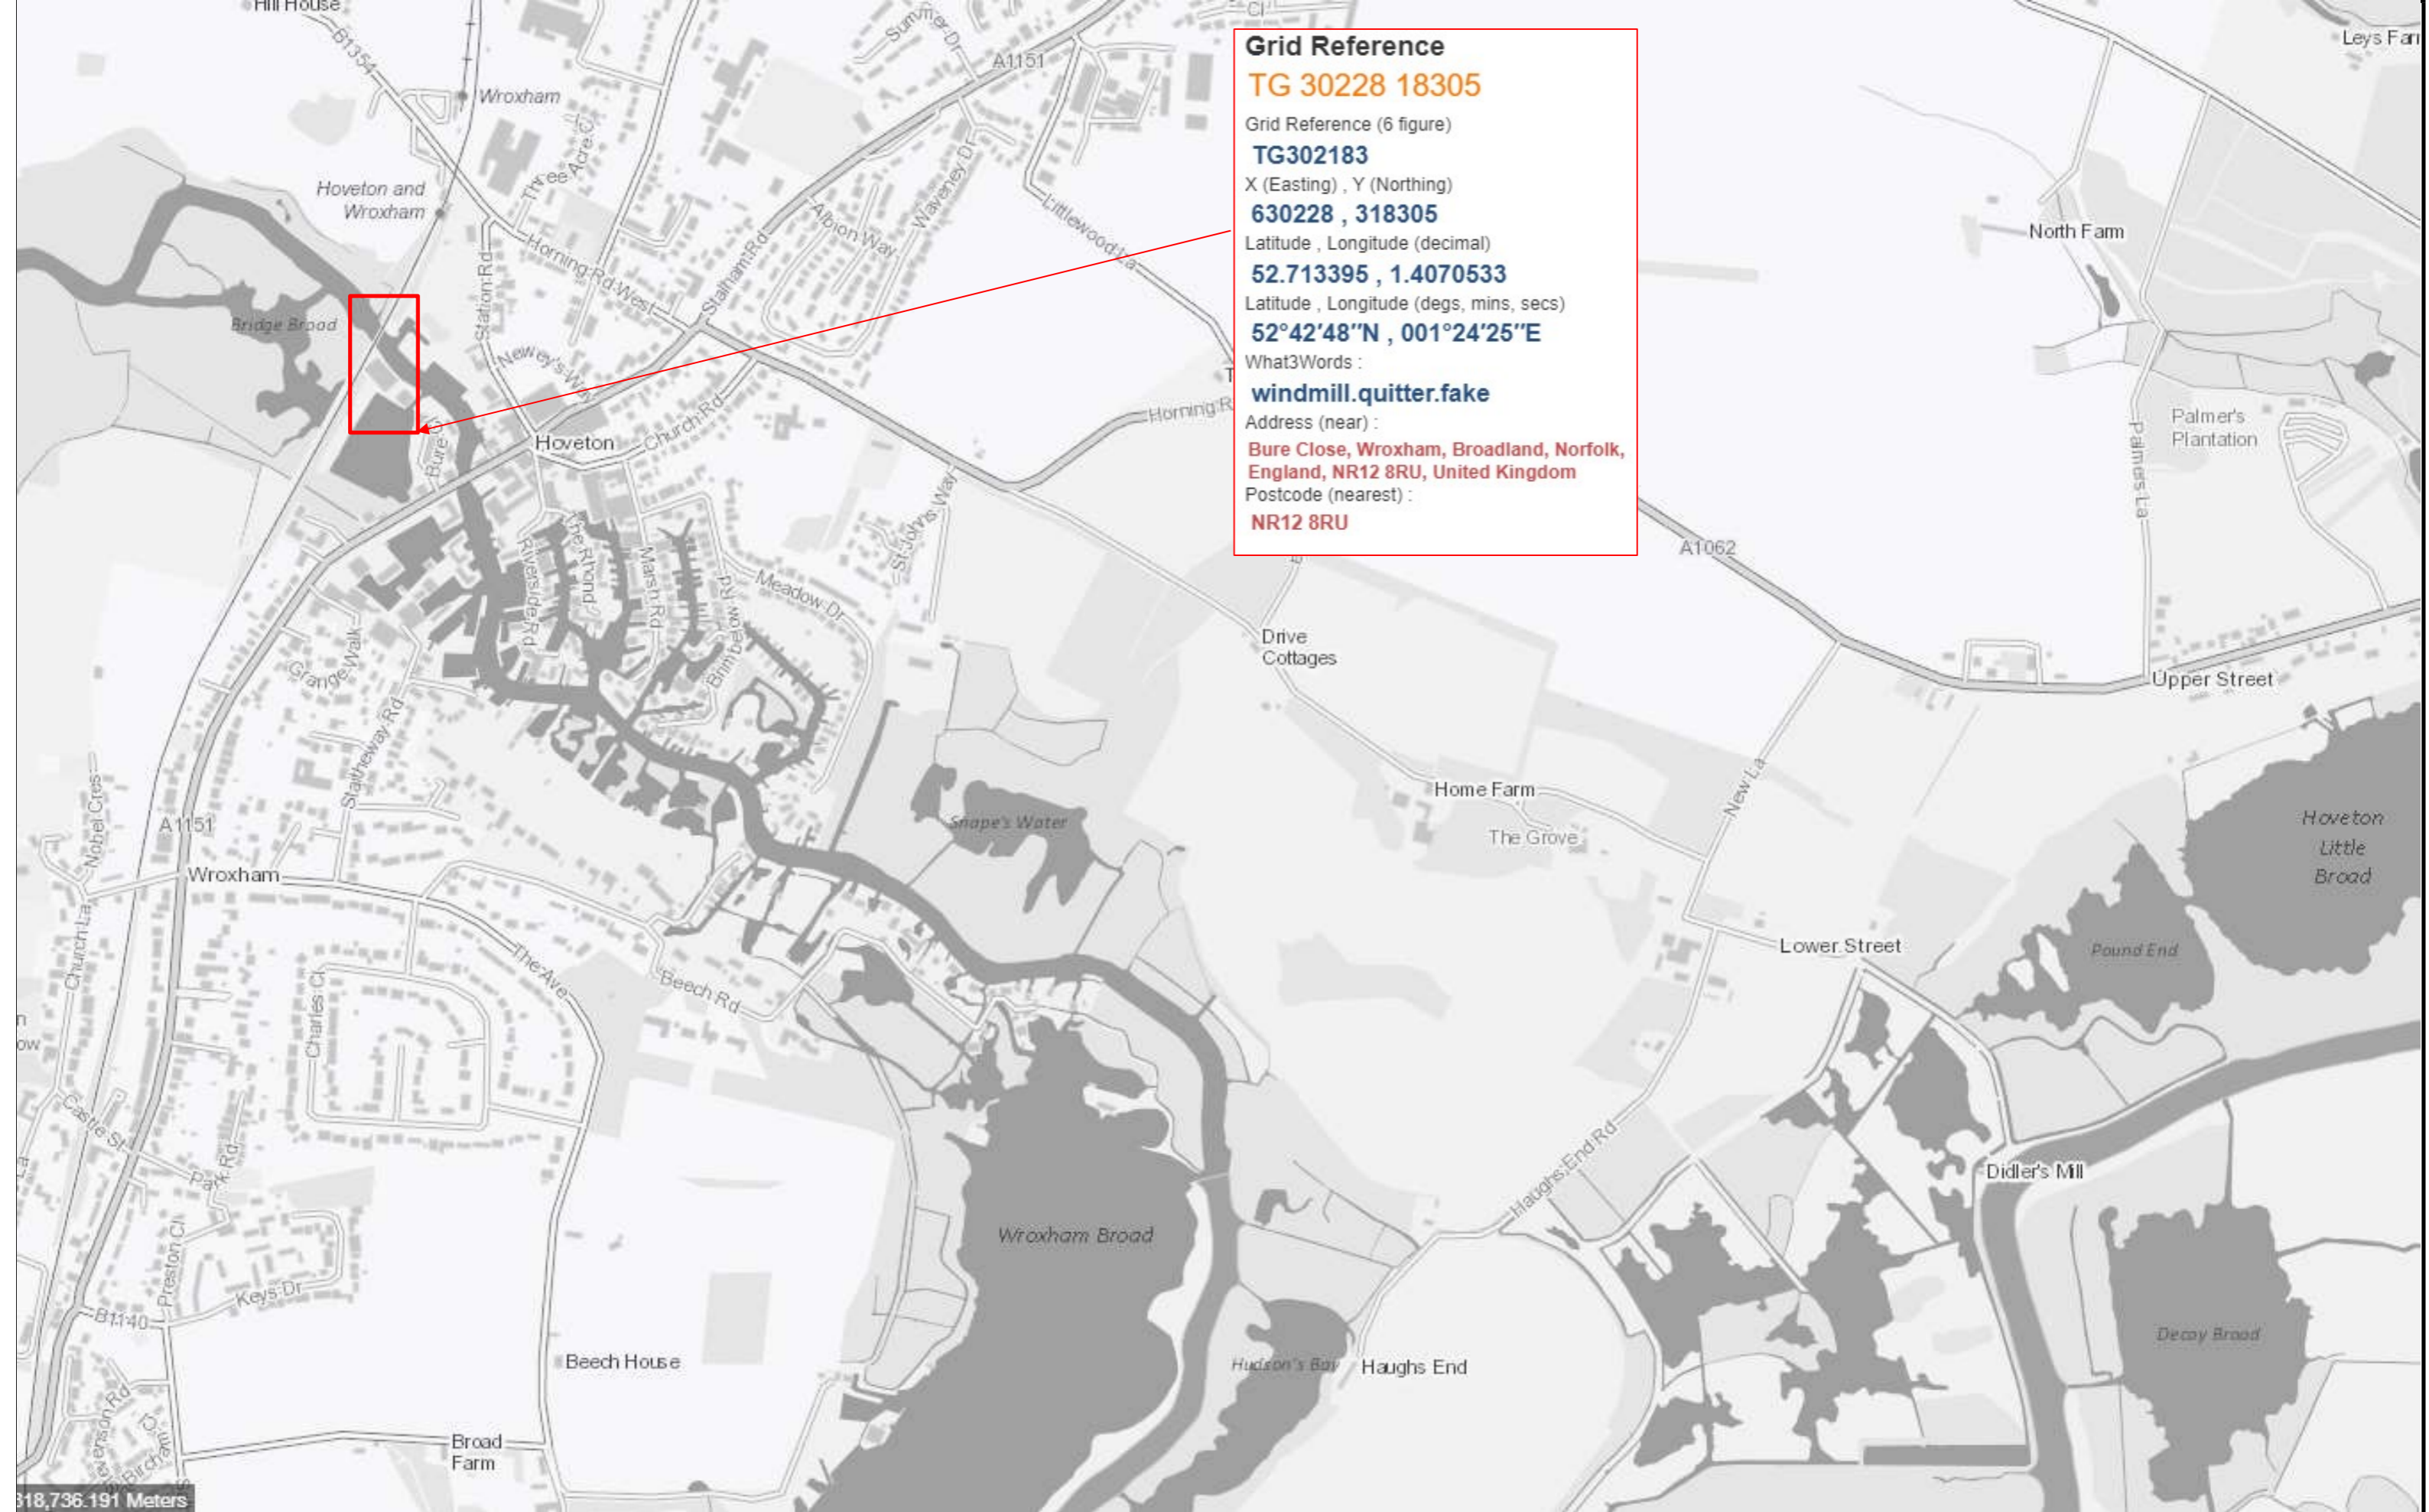 Hill House
B1354
Wroxham
Summer Dr
A1151
Cl
Leys Farm
Three Acre Cl
Hoveton and
Wroxham
Horning Rd West
Station Rd
Albion Way
Waveney Dr
Stalham Rd
Littlewood La
Bridge Broad
Newey's Way
Church Rd
Hoveton
Bure Cl
Horning R
Grid Reference
TG 30228 18305
Grid Reference (6 figure)
TG302183
X (Easting) , Y (Northing)
630228 , 318305
Latitude , Longitude (decimal)
52.713395 , 1.4070533
Latitude , Longitude (degs, mins, secs)
52°42′48″N , 001°24′25″E
What3Words :
windmill.quitter.fake
Address (near) :
Bure Close, Wroxham, Broadland, Norfolk,
England, NR12 8RU, United Kingdom
Postcode (nearest) :
NR12 8RU
North Farm
Palmer's
Plantation
Palmers La
A1062
Upper Street
Riverside Rd
The Rhond
Marsh Rd
Brimbelow Rd
Meadow Dr
St Johns Way
Drive
Cottages
Grange Walk
Staitheway Rd
Nobel Cres
A1151
Wroxham
Snape's Water
Home Farm
The Grove
New La
Hoveton
Little
Broad
Pound End
Lower Street
Church La
Charles Cl
The Ave
Beech Rd
n
ow
Castle St
Park Rd
La
Preston Cl
Keys Dr
B1140
Haughs End Rd
Didler's Mill
Wroxham Broad
Decoy Broad
Beech House
Hudson's Bay
Haughs End
Broad
Farm
318,736.191 Meters